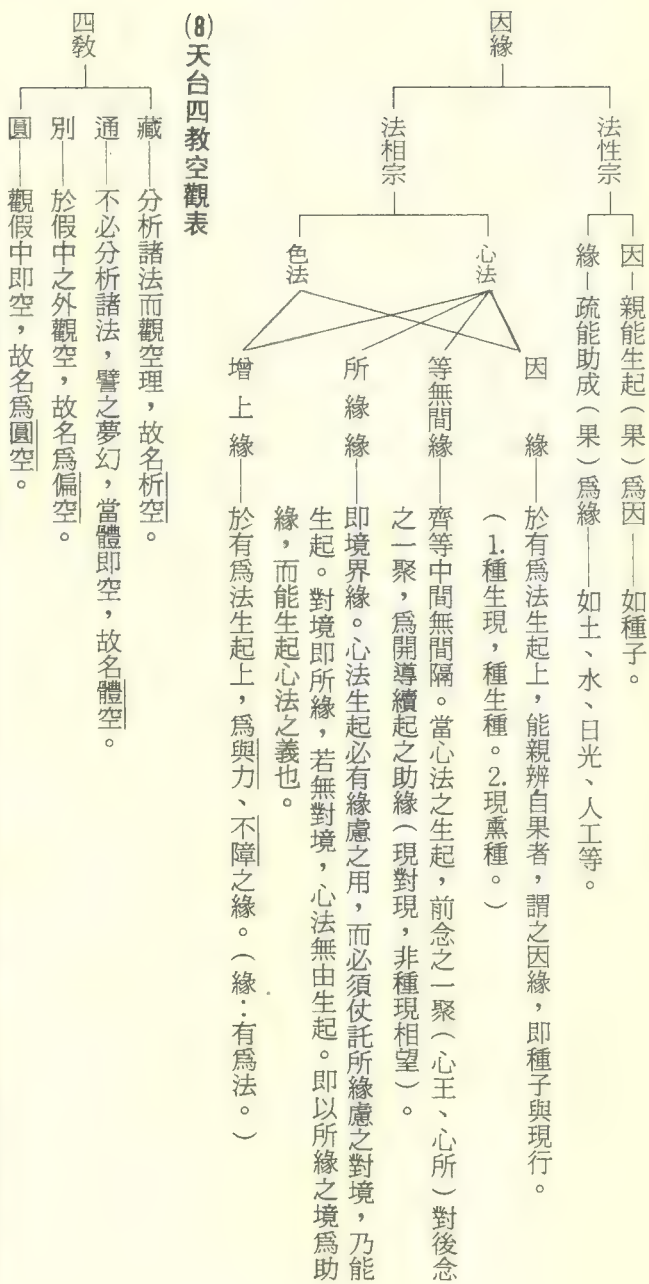 因緣
法性宗
因－親能生起（果）爲因——如種子。
緣－疏能助成（果）爲緣——如土、水、日光、人工等。
法相宗
心法
色法
因緣——於有爲法生起上，能親辨自果者，謂之因緣，即種子與現行。
（1.種生現，種生種。2.現熏種。）
等無間緣——齊等中間無間隔。當心法之生起，前念之一聚（心王、心所）對後念
之一聚，爲開導續起之助緣（現對現，非種現相望）。
所緣緣——即境界緣。心法生起必有緣慮之用，而必須仗託所緣慮之對境，乃能
生起。對境即所緣，若無對境，心法無由生起。即以所緣之境爲助
緣，而能生起心法之義也。
增上緣——於有爲法生起上，爲與力、不障之緣。（緣：有爲法。）
(8)天台四教空觀表
四教
藏——分析諸法而觀空理，故名析空。
通——不必分析諸法，譬之夢幻，當體即空，故名體空。
別——於假中之外觀空，故名爲偏空。
圓——觀假中即空，故名爲圓空。